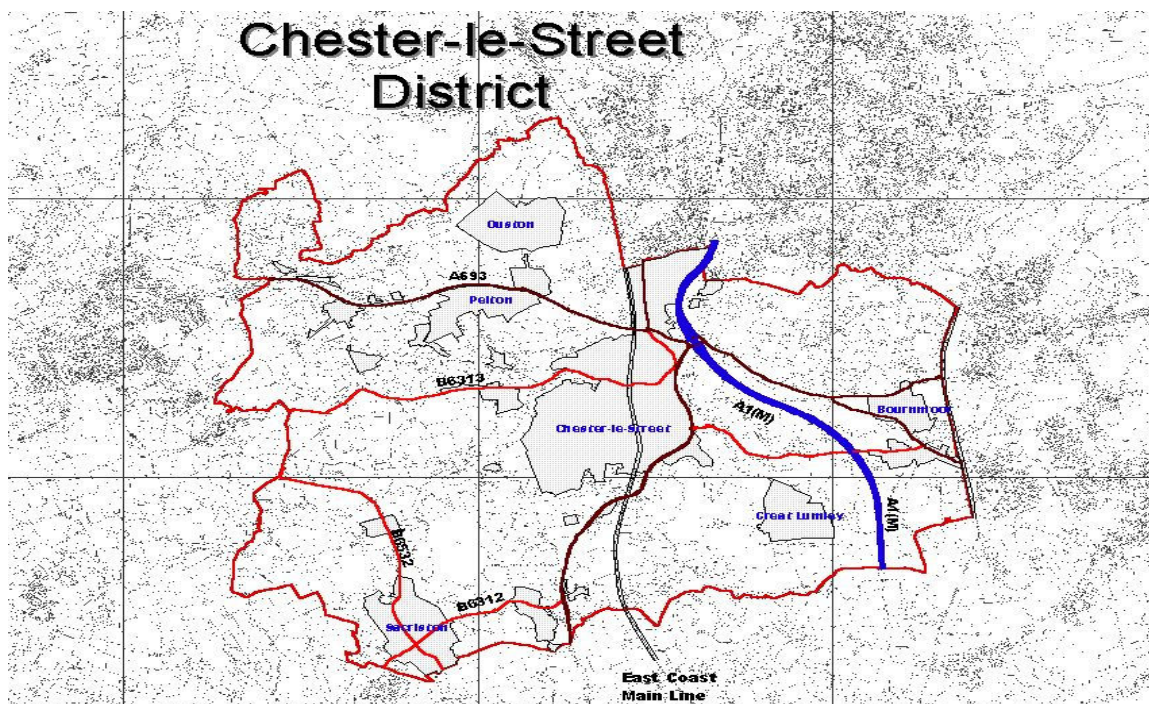 Chester-le-Street
District
Ouston
A693
Pelton
B6313
A1(M)
Bournmoor
Chester-le-street
Great Lumley
A1(M)
B6532
B6312
Sacriston
East Coast
Main Line